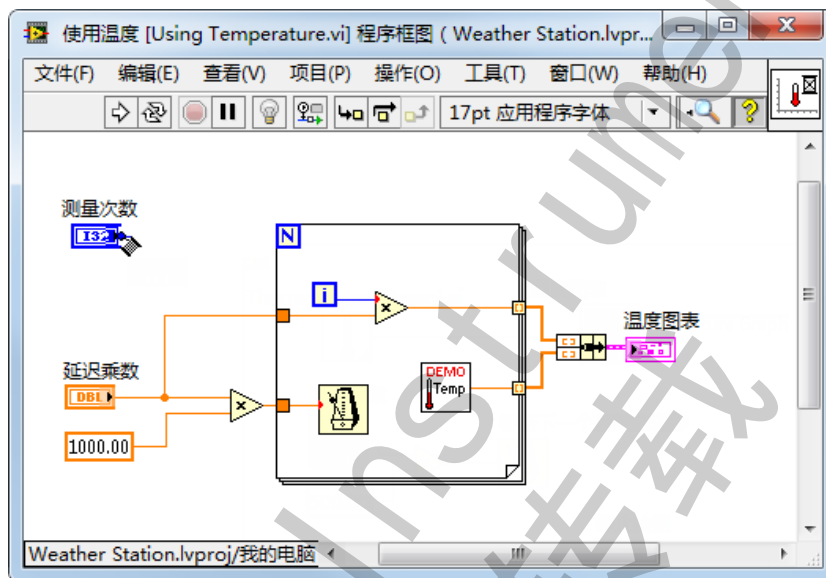 使用温度 [Using Temperature.vi] 程序框图 ( Weather Station.lvpr...
文件(F) 编辑(E) 查看(V) 项目(P) 操作(O) 工具(T) 窗口(W) 帮助(H)
17pt 应用程序字体
测量次数
I32
N
i
温度图表
延迟乘数
DBL
DEMO
Temp
1000.00
Weather Station.lvproj/我的电脑
Instrumen
转载